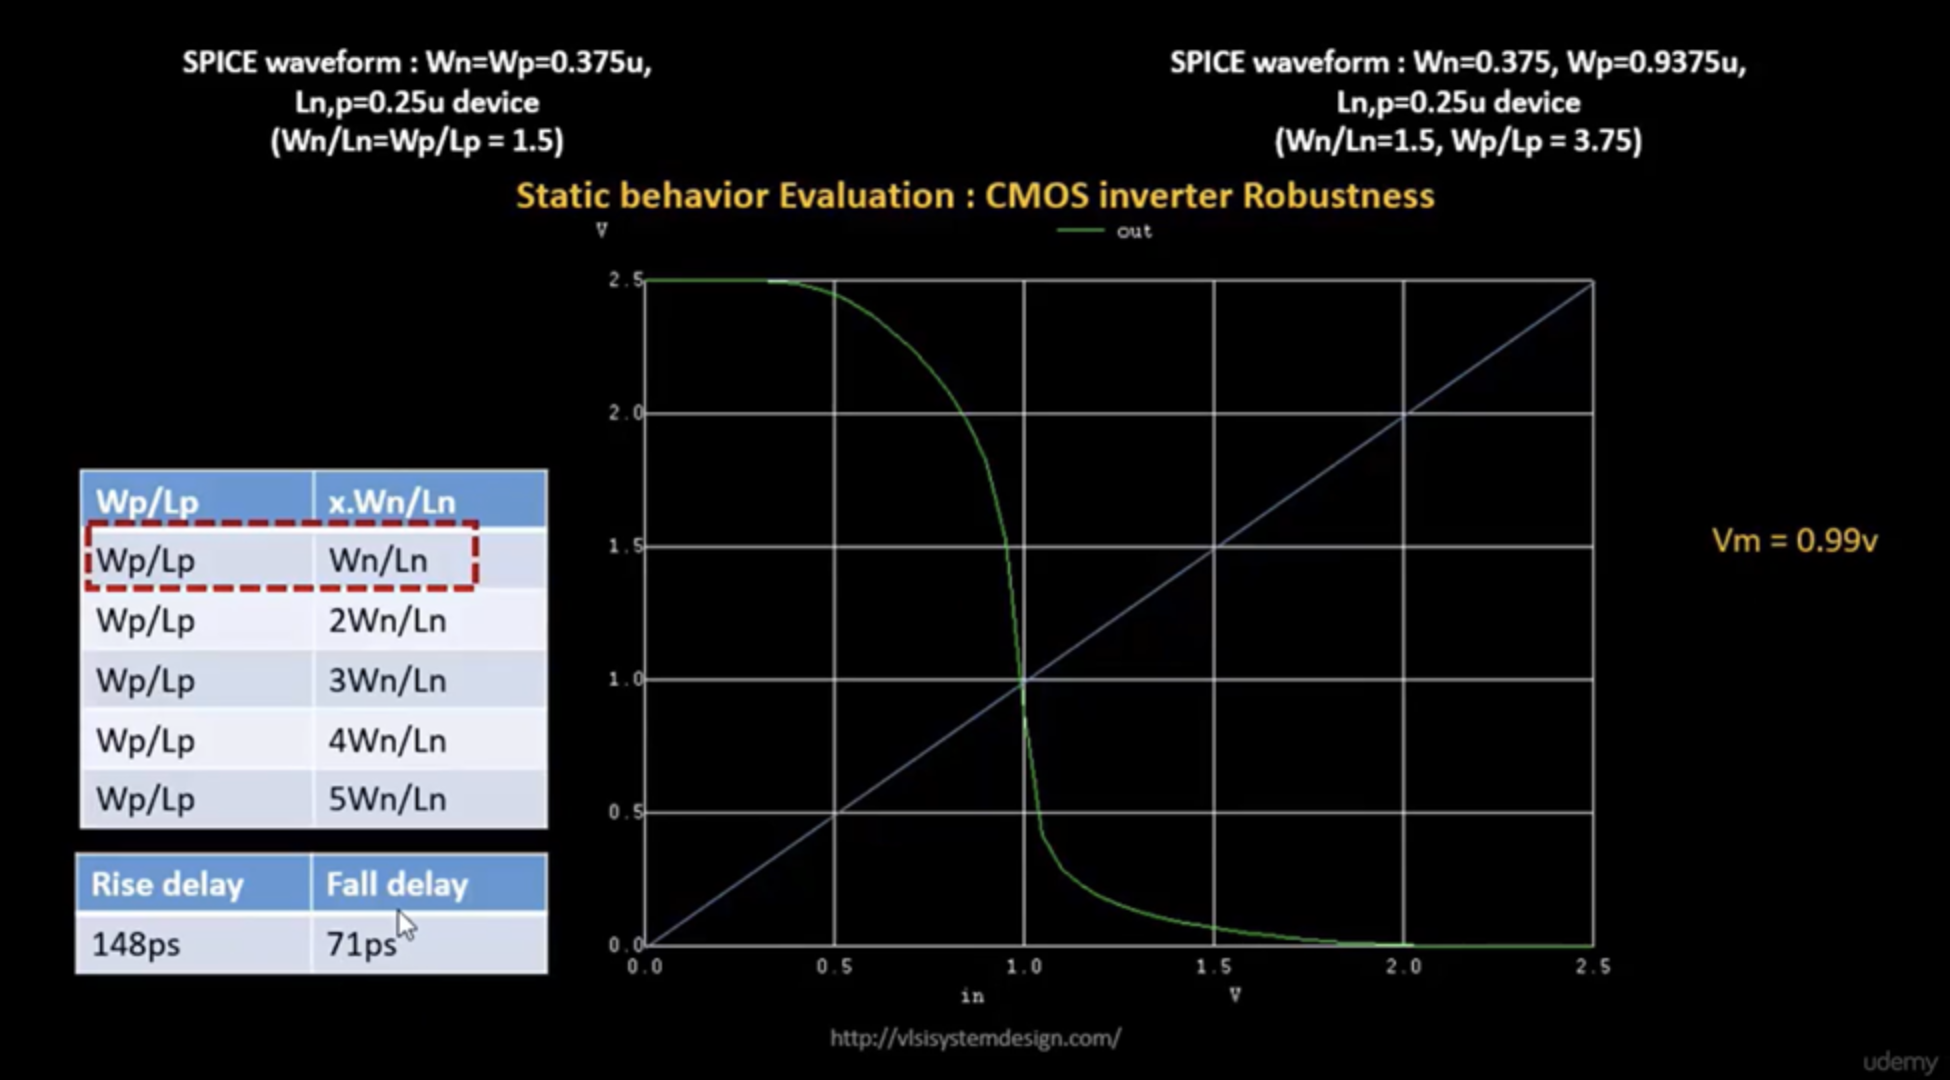 SPICE waveform : Wn=Wp=0.375u,
Ln,p=0.25u device
(Wn/Ln=Wp/Lp = 1.5)
SPICE waveform : Wn=0.375, Wp=0.9375u,
Ln,p=0.25u device
(Wn/Ln=1.5, Wp/Lp = 3.75)
Static behavior Evaluation : CMOS inverter Robustness
V
out
2.5
2.0
1.5
1.0
0.5
0.0
0.0 0.5 1.0 1.5 2.0 2.5
in V
Vm = 0.99v
Wp/Lp x.Wn/Ln
Wp/Lp Wn/Ln
Wp/Lp 2Wn/Ln
Wp/Lp 3Wn/Ln
Wp/Lp 4Wn/Ln
Wp/Lp 5Wn/Ln
Rise delay Fall delay
148ps 71ps
http://vlsisystemdesign.com/
udemy